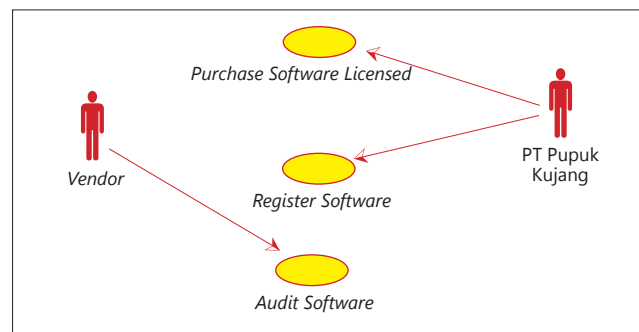 Purchase Software Licensed
Vendor
PT Pupuk
Kujang
Register Software
Audit Software